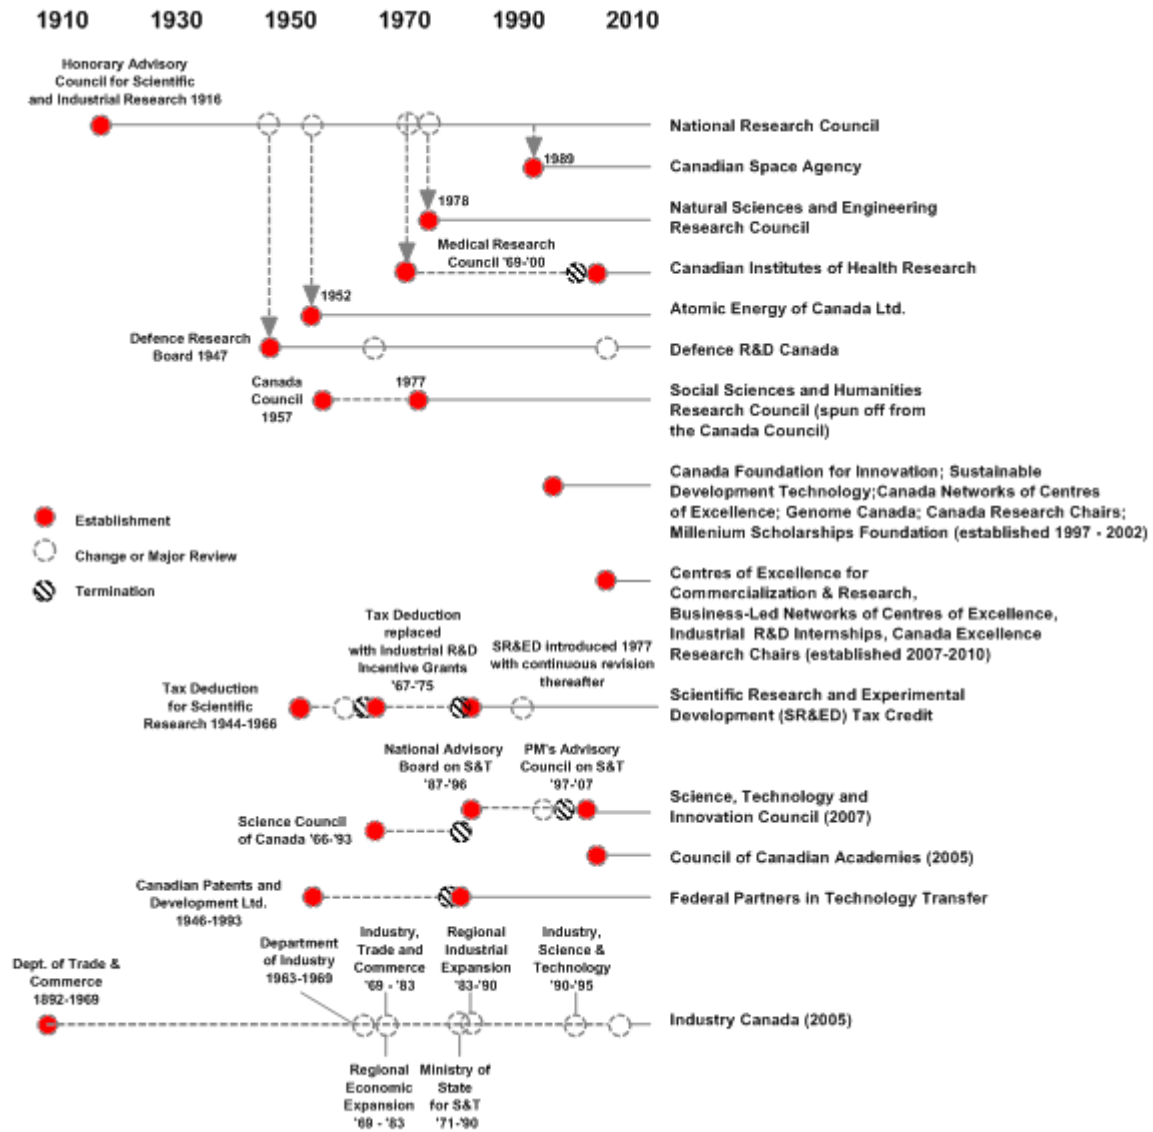 1910 1930 1950 1970 1990 2010
Honorary Advisory
Council for Scientific
and Industrial Research 1916
National Research Council
1989
Canadian Space Agency
1978
Natural Sciences and Engineering
Research Council
Medical Research
Council '69-'00
Canadian Institutes of Health Research
1952
Atomic Energy of Canada Ltd.
Defence Research
Board 1947
Defence R&D Canada
Canada
Council
1957
1977
Social Sciences and Humanities
Research Council (spun off from
the Canada Council)
Canada Foundation for Innovation; Sustainable
Development Technology;Canada Networks of Centres
of Excellence; Genome Canada; Canada Research Chairs;
Millenium Scholarships Foundation (established 1997 - 2002)
Establishment
Change or Major Review
Termination
Centres of Excellence for
Commercialization & Research,
Business-Led Networks of Centres of Excellence,
Industrial R&D Internships, Canada Excellence
Research Chairs (established 2007-2010)
Tax Deduction
replaced
with Industrial R&D
Incentive Grants
'67-'75
SR&ED introduced 1977
with continuous revision
thereafter
Tax Deduction
for Scientific
Research 1944-1966
Scientific Research and Experimental
Development (SR&ED) Tax Credit
National Advisory
Board on S&T
'87-'96
PM's Advisory
Council on S&T
'97-'07
Science, Technology and
Innovation Council (2007)
Science Council
of Canada '66-'93
Council of Canadian Academies (2005)
Canadian Patents and
Development Ltd.
1946-1993
Federal Partners in Technology Transfer
Dept. of Trade &
Commerce
1892-1969
Department
of Industry
1963-1969
Industry,
Trade and
Commerce
'69 - '83
Regional
Industrial
Expansion
'83-'90
Industry,
Science &
Technology
'90-'95
Industry Canada (2005)
Regional
Economic
Expansion
'69 - '83
Ministry of
State
for S&T
'71-'90